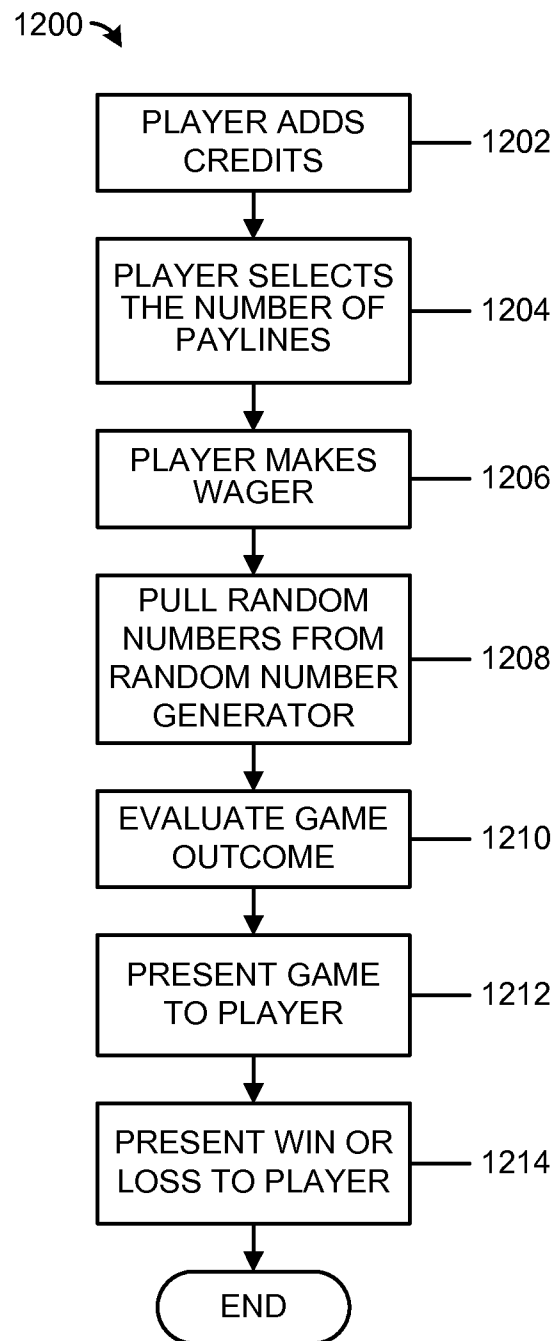 1200
PLAYER ADDS
CREDITS
1202
PLAYER SELECTS
THE NUMBER OF
PAYLINES
1204
PLAYER MAKES
WAGER
1206
PULL RANDOM
NUMBERS FROM
RANDOM NUMBER
GENERATOR
1208
EVALUATE GAME
OUTCOME
1210
PRESENT GAME
TO PLAYER
1212
PRESENT WIN OR
LOSS TO PLAYER
1214
END